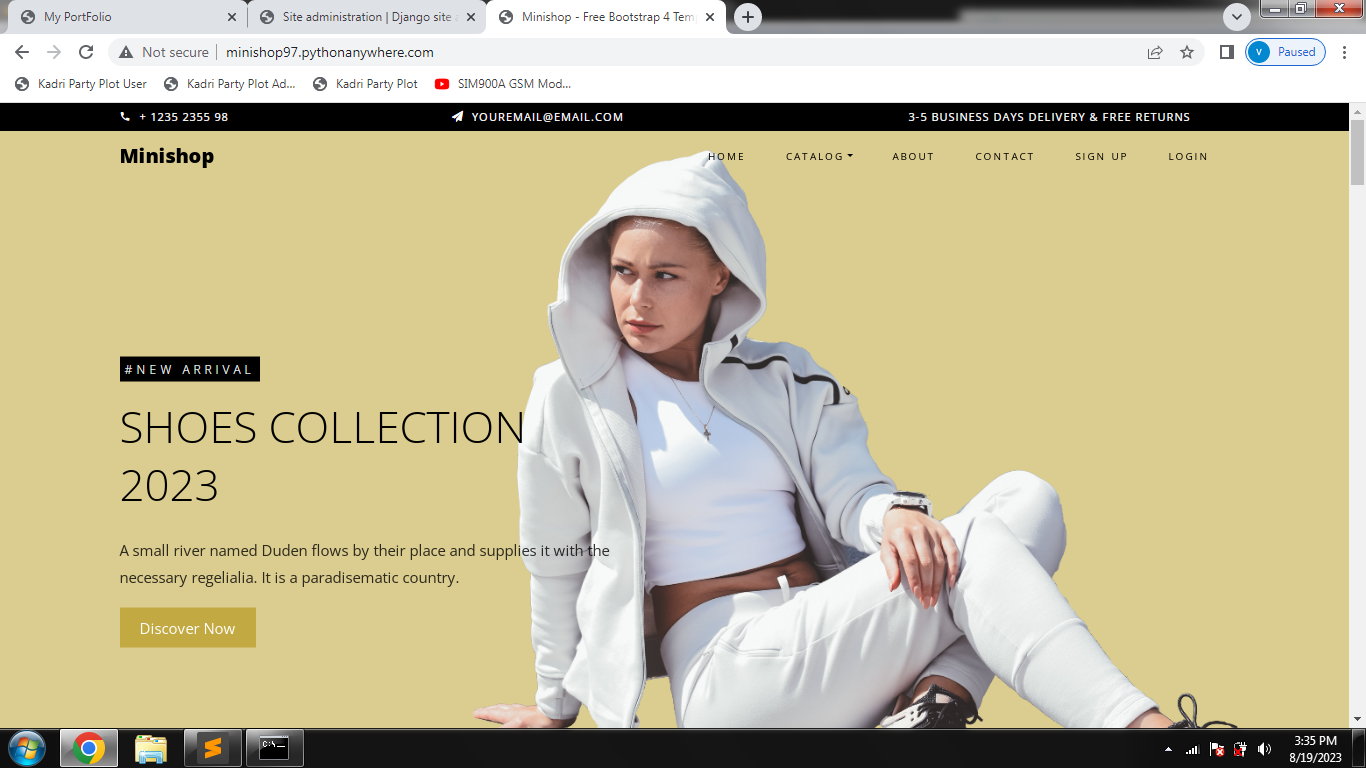 My PortFolio
Site administration | Django site a
Minishop - Free Bootstrap 4 Tem
Not secure
minishop97.pythonanywhere.com
V
Paused
Kadri Party Plot User
Kadri Party Plot Ad...
Kadri Party Plot
SIM900A GSM Mod...
+ 1235 2355 98
YOUREMAIL@EMAIL.COM
3-5 BUSINESS DAYS DELIVERY & FREE RETURNS
Minishop
HOME
CATALOG
ABOUT
CONTACT
SIGN UP
LOGIN
#NEW ARRIVAL
SHOES COLLECTION
2023
A small river named Duden flows by their place and supplies it with the
necessary regelialia. It is a paradisematic country.
Discover Now
C:\_
3:35 PM
8/19/2023